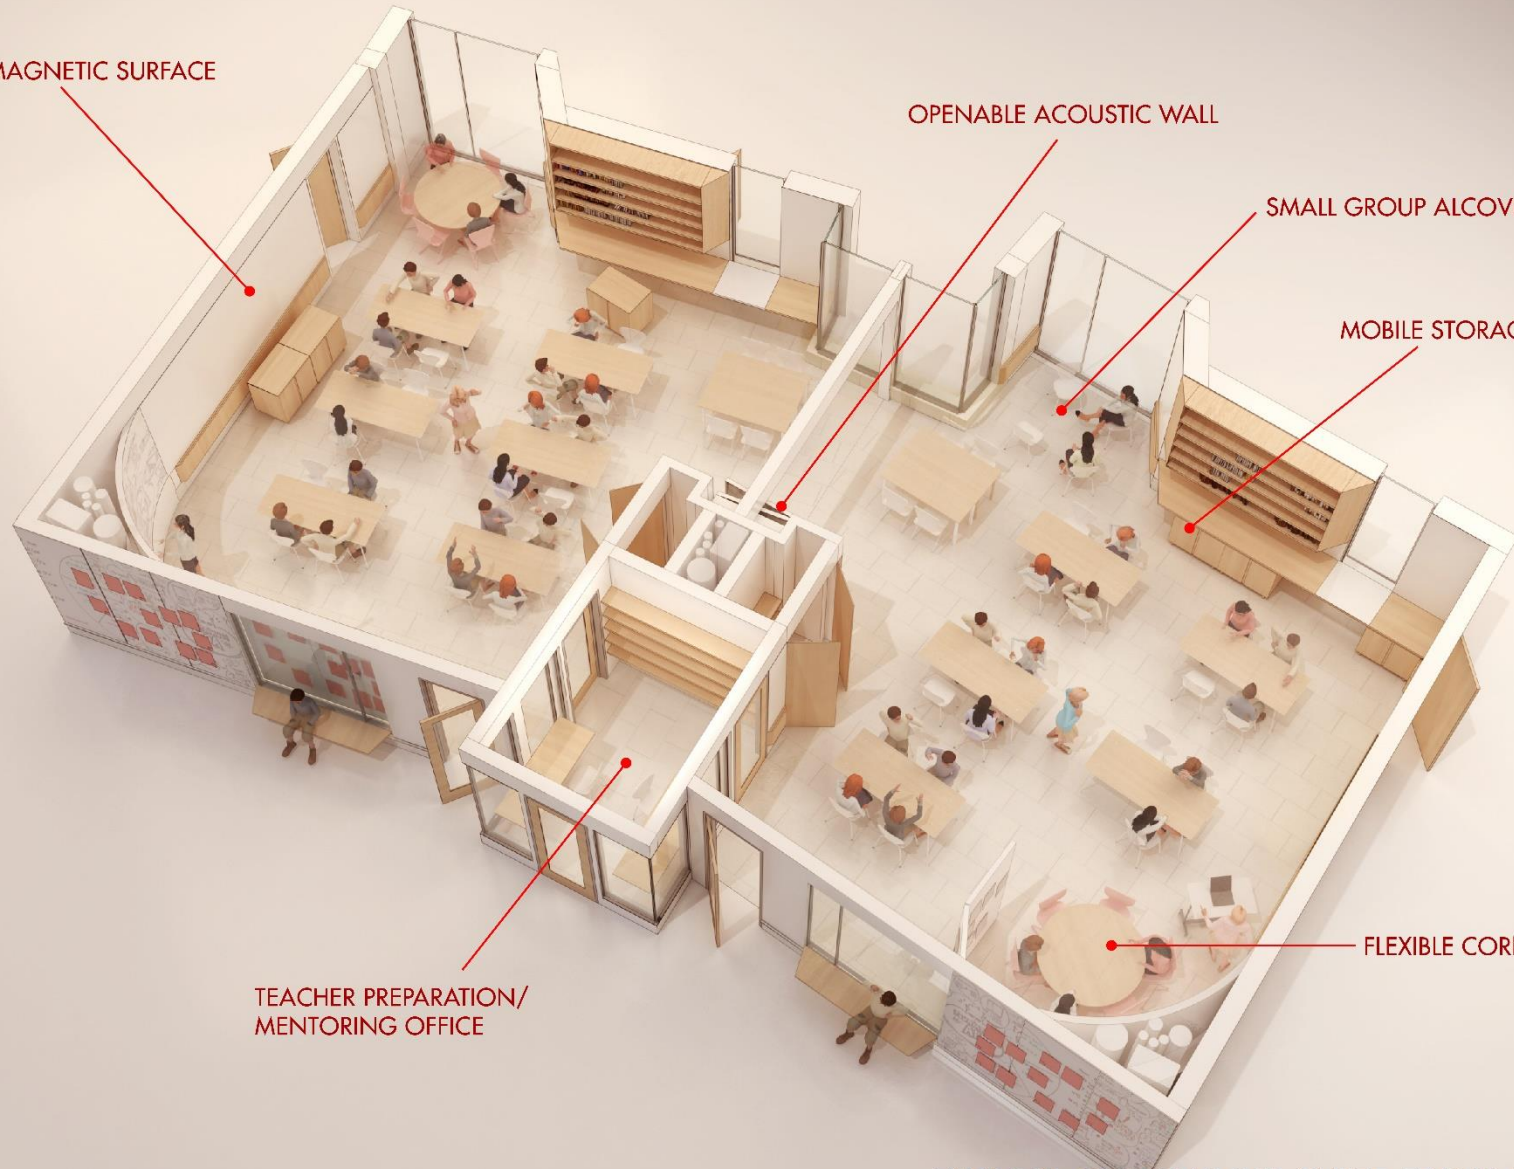 MAGNETIC SURFACE
OPENABLE ACOUSTIC WALL
SMALL GROUP ALCOV
MOBILE STORAG
TEACHER PREPARATION/
MENTORING OFFICE
FLEXIBLE COR